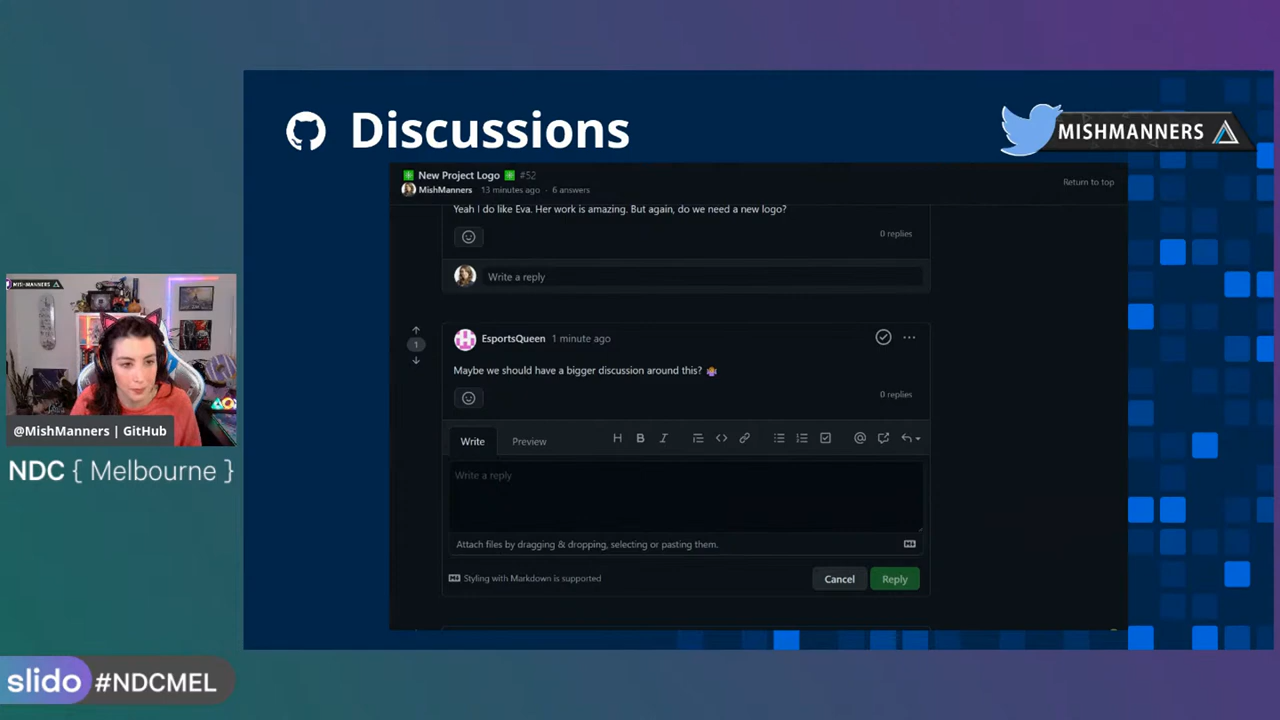 Discussions
MISHMANNERS
New Project Logo #52
MishManners 13 minutes ago · 6 answers
Return to top
Yeah I do like Eva. Her work is amazing. But again, do we need a new logo?
0 replies
Write a reply
EsportsQueen 1 minute ago
1
Maybe we should have a bigger discussion around this?
0 replies
Write Preview H B I
Write a reply
Attach files by dragging & dropping, selecting or pasting them.
Styling with Markdown is supported
Cancel Reply
MISHMANNERS
@MishManners | GitHub
NDC { Melbourne }
slido #NDCMEL